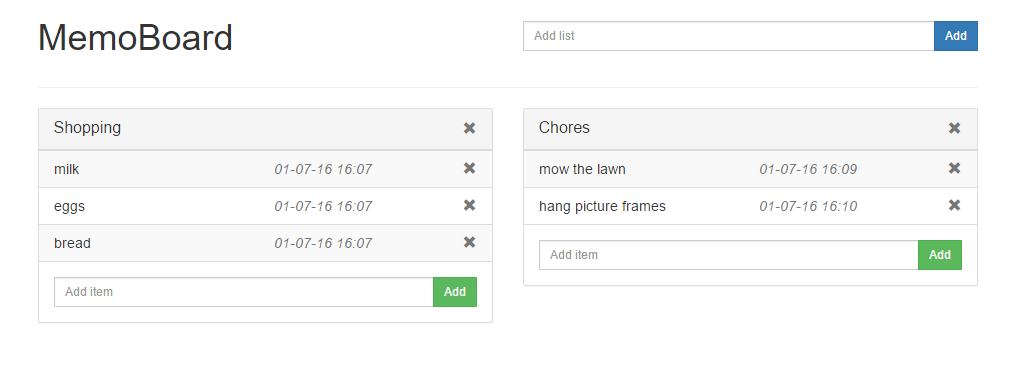 MemoBoard
Add list Add
Shopping
milk 01-07-16 16:07
eggs 01-07-16 16:07
bread 01-07-16 16:07
Add item Add
Chores
mow the lawn 01-07-16 16:09
hang picture frames 01-07-16 16:10
Add item Add